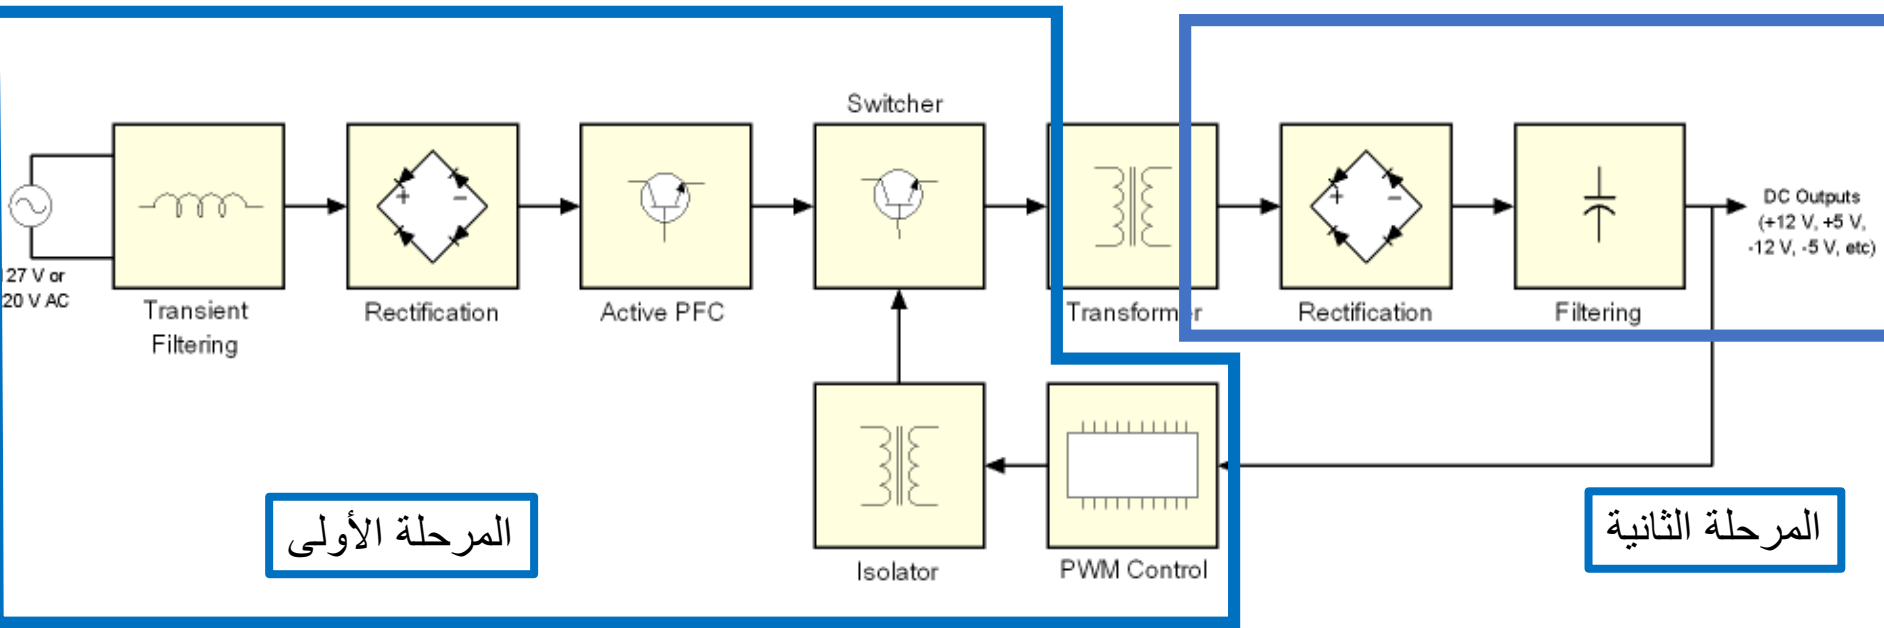 Switcher
27 V or
20 V AC
Transient
Filtering
Rectification
Active PFC
Transformer
Rectification
Filtering
DC Outputs
(+12 V, +5 V,
-12 V, -5 V, etc)
+ −
+ −
Isolator
PWM Control
المرحلة الأولى
المرحلة الثانية